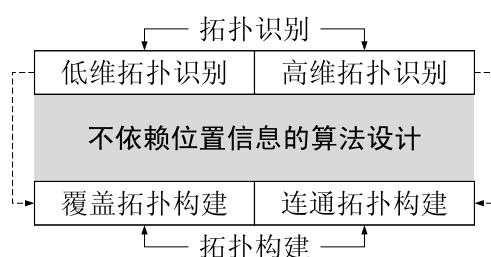 拓扑识别
低维拓扑识别 高维拓扑识别
不依赖位置信息的算法设计
覆盖拓扑构建 连通拓扑构建
拓扑构建